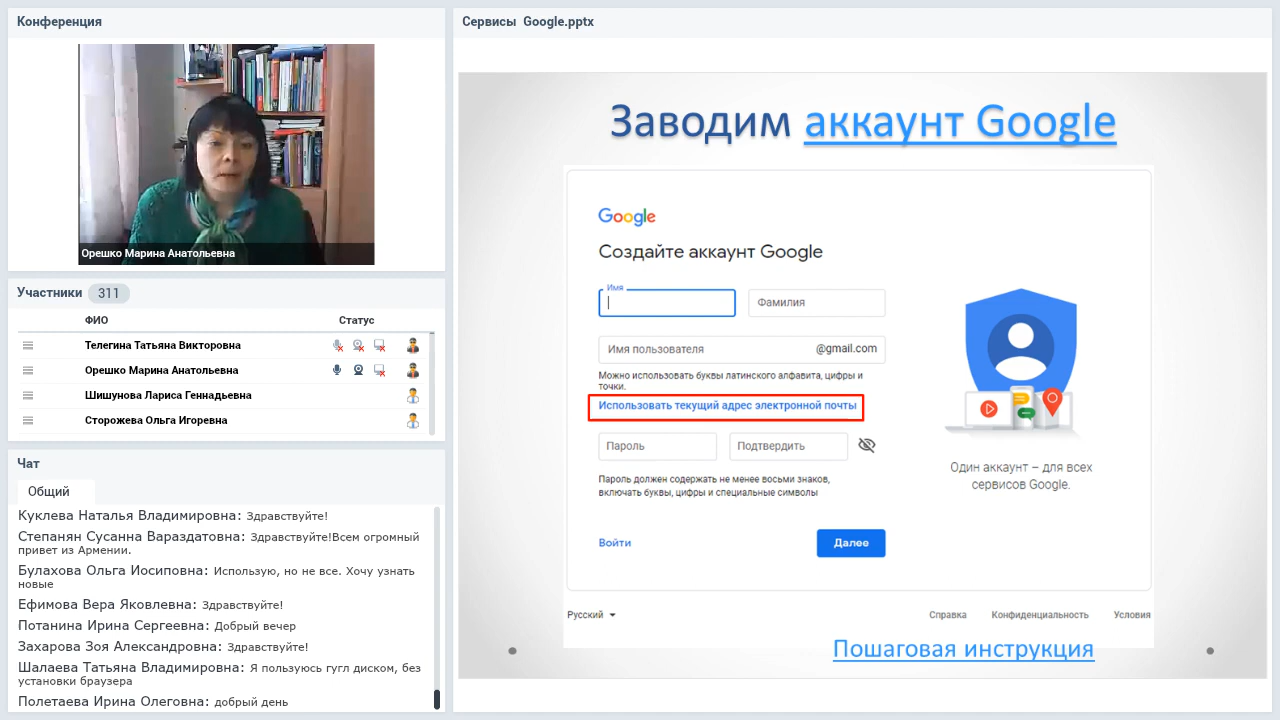 Конференция
Орешко Марина Анатольевна
Участники 311
ФИО Статус
Телегина Татьяна Викторовна
Орешко Марина Анатольевна
Шишунова Лариса Геннадьевна
Сторожева Ольга Игоревна
Чат
Общий
Куклева Наталья Владимировна: Здравствуйте!
Степанян Сусанна Вараздатовна: Здравствуйте!Всем огромный
привет из Армении.
Булахова Ольга Иосиповна: Использую, но не все. Хочу узнать
новые
Ефимова Вера Яковлевна: Здравствуйте!
Потанина Ирина Сергеевна: Добрый вечер
Захарова Зоя Александровна: Здравствуйте!
Шалаева Татьяна Владимировна: Я пользуюсь гугл диском, без
установки браузера
Полетаева Ирина Олеговна: добрый день
Сервисы Google.pptx
Заводим аккаунт Google
Google
Создайте аккаунт Google
Имя
Фамилия
Имя пользователя @gmail.com
Можно использовать буквы латинского алфавита, цифры и
точки.
Использовать текущий адрес электронной почты
Пароль Подтвердить
Пароль должен содержать не менее восьми знаков,
включать буквы, цифры и специальные символы
Войти Далее
Один аккаунт – для всех
сервисов Google.
Русский Справка Конфиденциальность Условия
Пошаговая инструкция